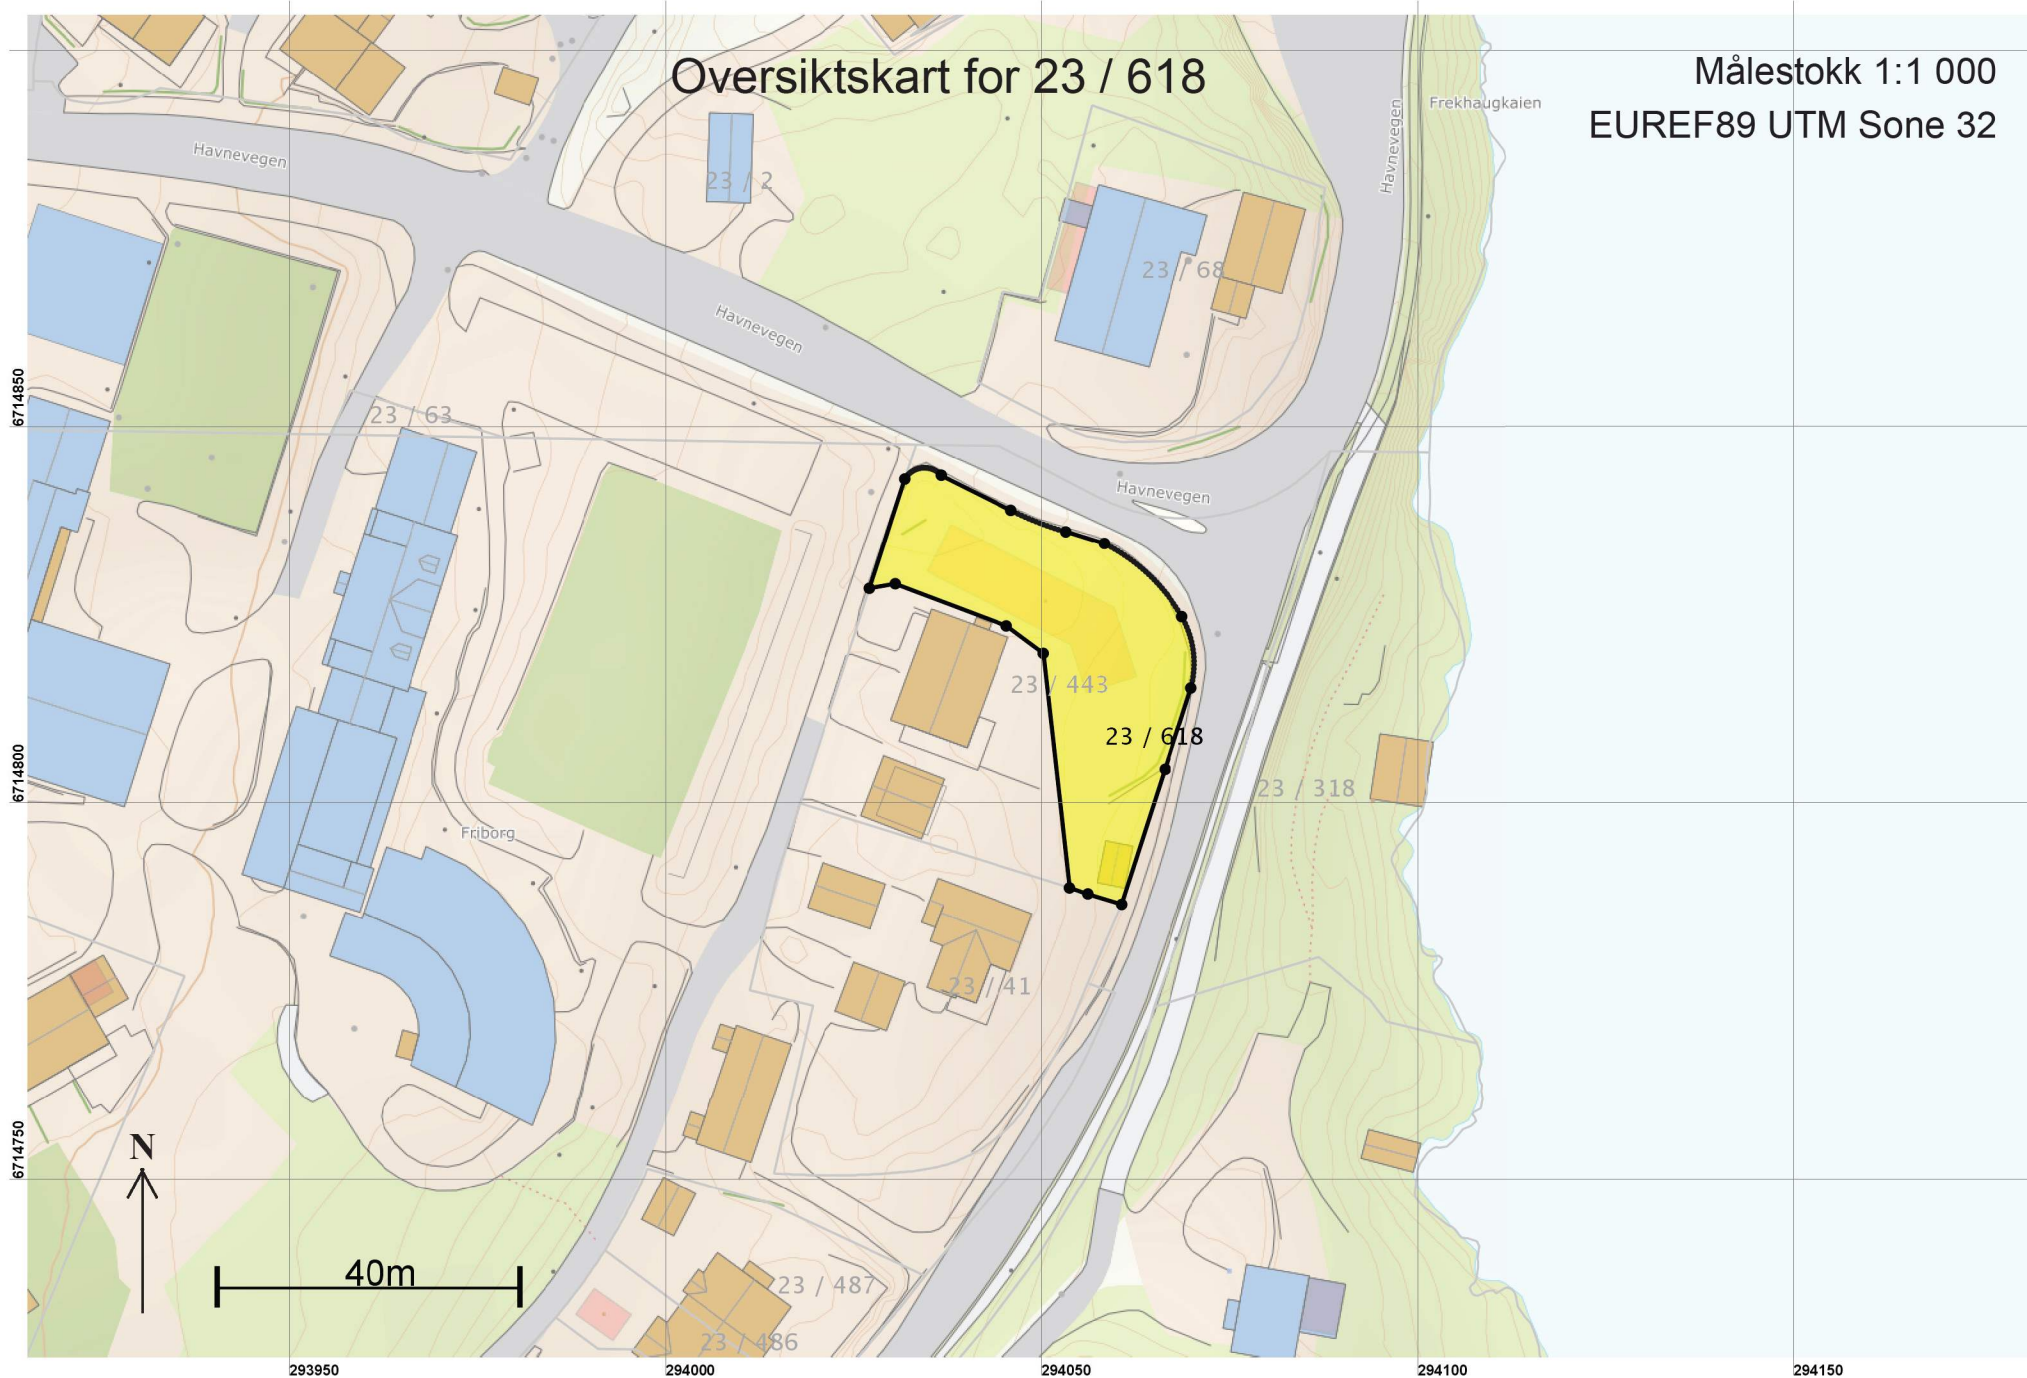 Oversiktskart for 23 / 618
Målestokk 1:1 000
EUREF89 UTM Sone 32
Frekhaugkaien
Havnevegen
Havnevegen
23 / 2
23 / 68
Havnevegen
6714850
23 / 63
Havnevegen
23 / 443
23 / 618
6714800
23 / 318
Friborg
23 / 41
6714750
N
40m
23 / 487
23 / 486
293950
294000
294050
294100
294150